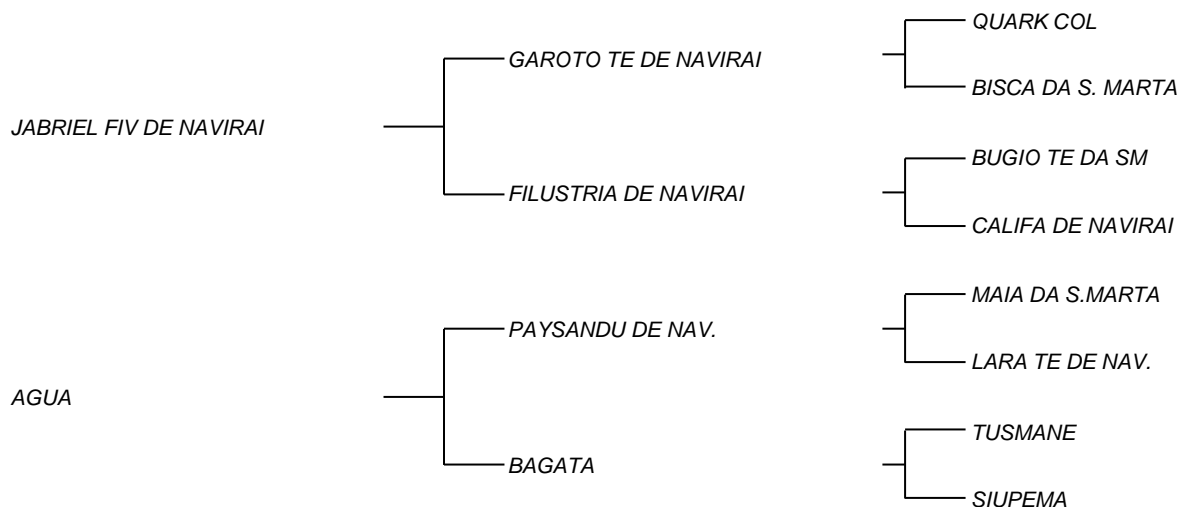 QUARK COL
GAROTO TE DE NAVIRAI
BISCA DA S. MARTA
JABRIEL FIV DE NAVIRAI
BUGIO TE DA SM
FILUSTRIA DE NAVIRAI
CALIFA DE NAVIRAI
MAIA DA S.MARTA
PAYSANDU DE NAV.
LARA TE DE NAV.
AGUA
TUSMANE
BAGATA
SIUPEMA